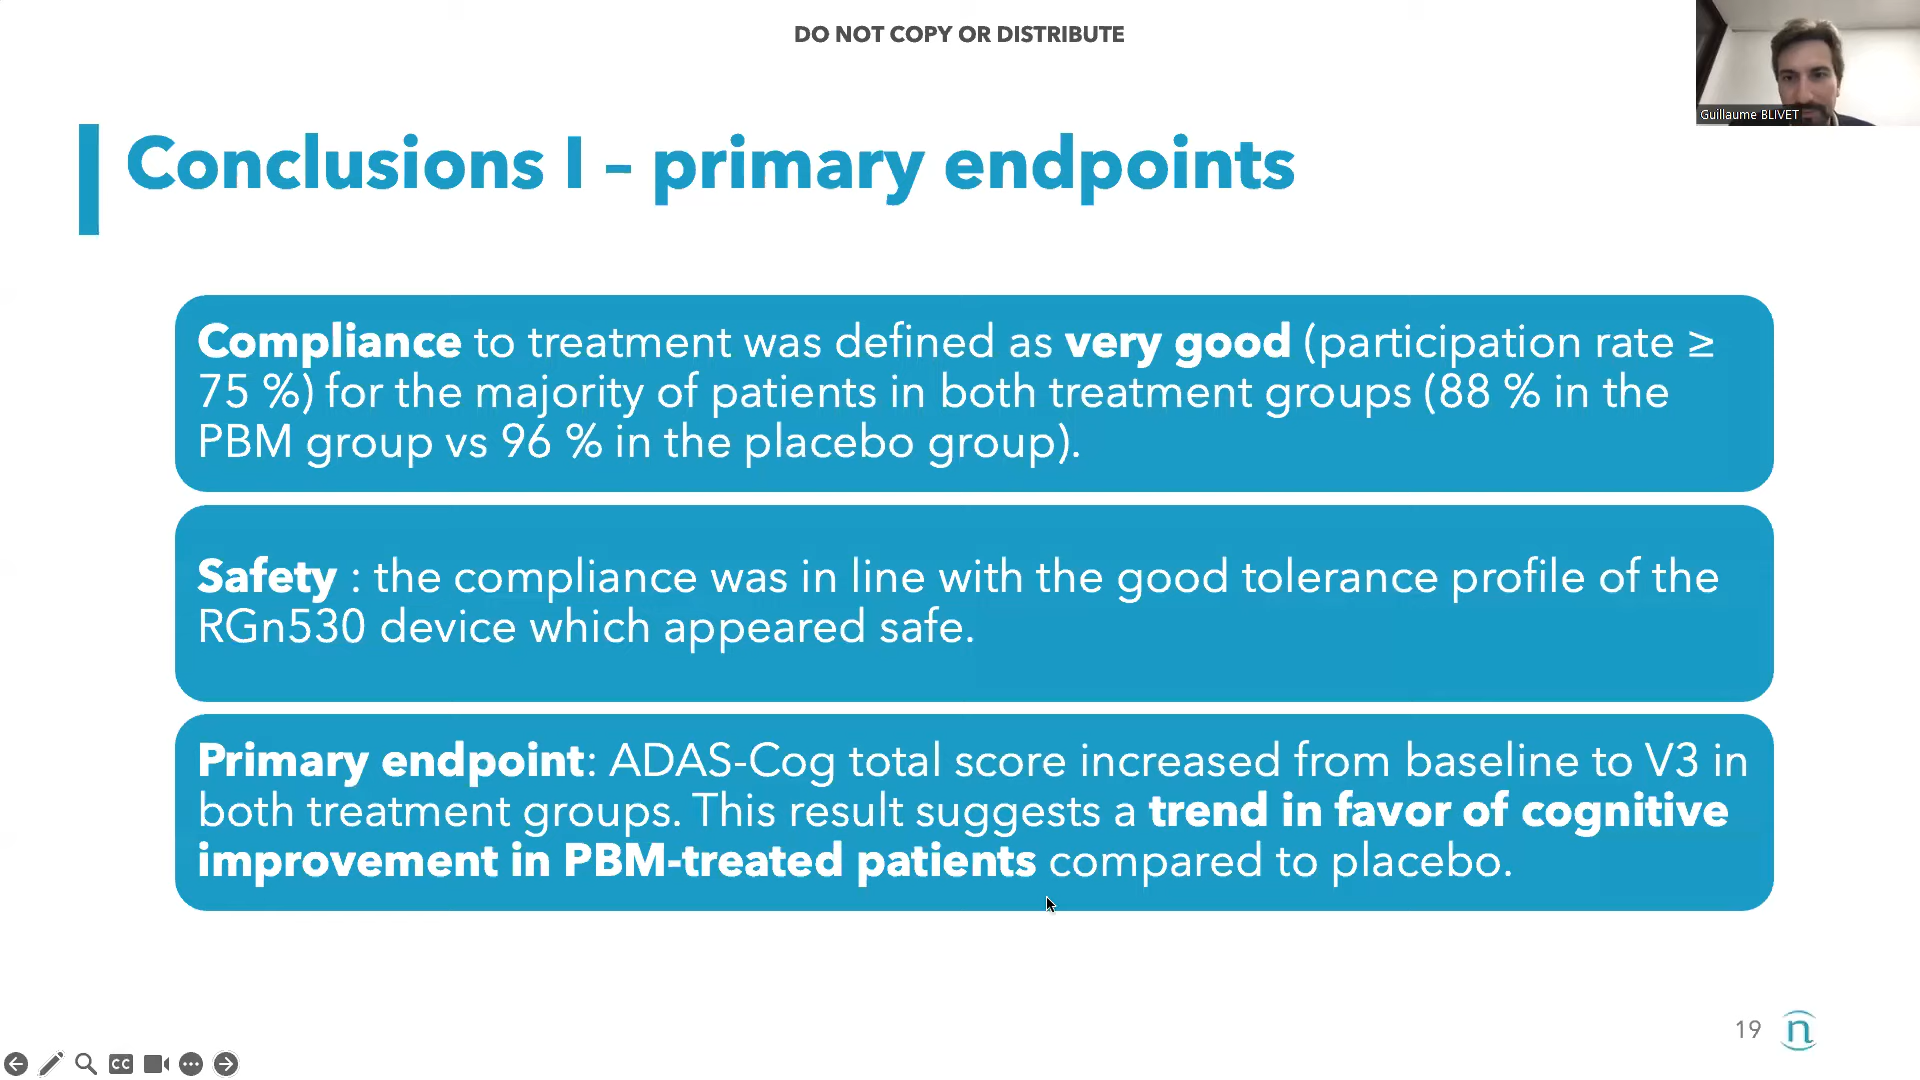 DO NOT COPY OR DISTRIBUTE
Guillaume BLIVET
Conclusions I – primary endpoints
Compliance to treatment was defined as very good (participation rate ≥
75 %) for the majority of patients in both treatment groups (88 % in the
PBM group vs 96 % in the placebo group).
Safety : the compliance was in line with the good tolerance profile of the
RGn530 device which appeared safe.
Primary endpoint: ADAS-Cog total score increased from baseline to V3 in
both treatment groups. This result suggests a trend in favor of cognitive
improvement in PBM-treated patients compared to placebo.
19
n
CC